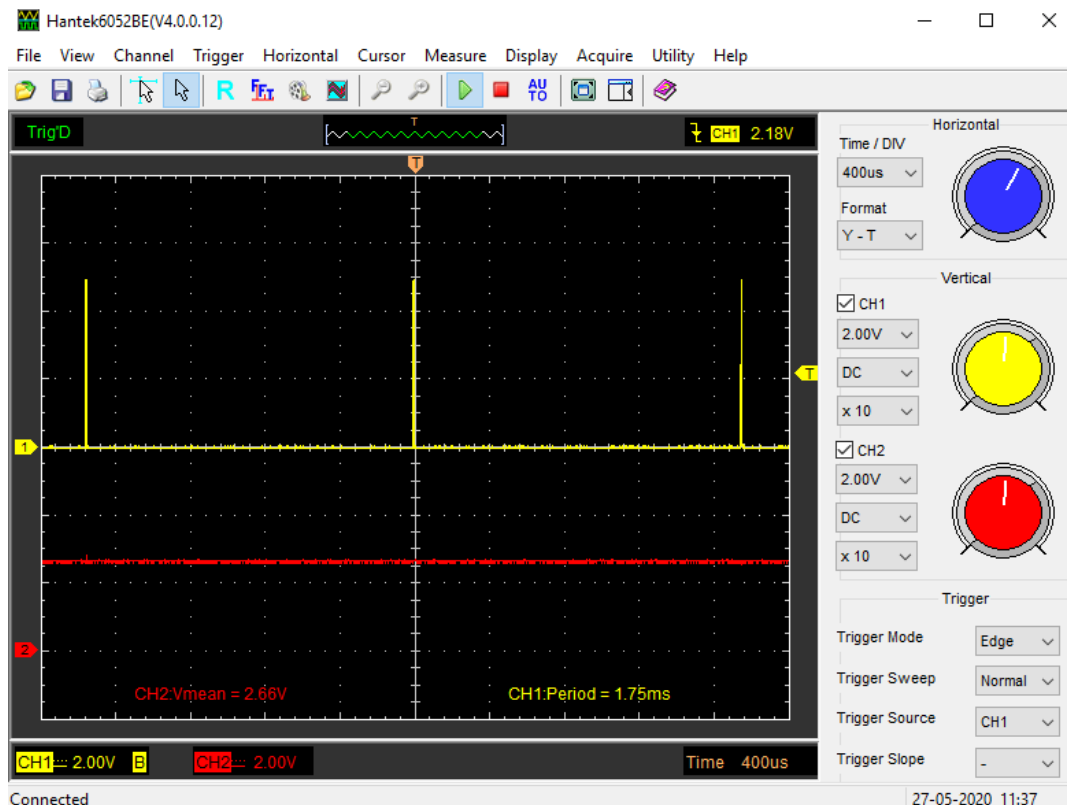 Hantek6052BE(V4.0.0.12)
File View Channel Trigger Horizontal Cursor Measure Display Acquire Utility Help
R FFT AUTO
Trig'D
T
CH1 2.18V
T
T
1
2
CH2:Vmean = 2.66V
CH1:Period = 1.75ms
CH1 2.00V B
CH2 2.00V
Time 400us
Horizontal
Time / DIV
400us
Format
Y - T
Vertical
CH1
2.00V
DC
x 10
CH2
2.00V
DC
x 10
Trigger
Trigger Mode Edge
Trigger Sweep Normal
Trigger Source CH1
Trigger Slope -
Connected
27-05-2020 11:37